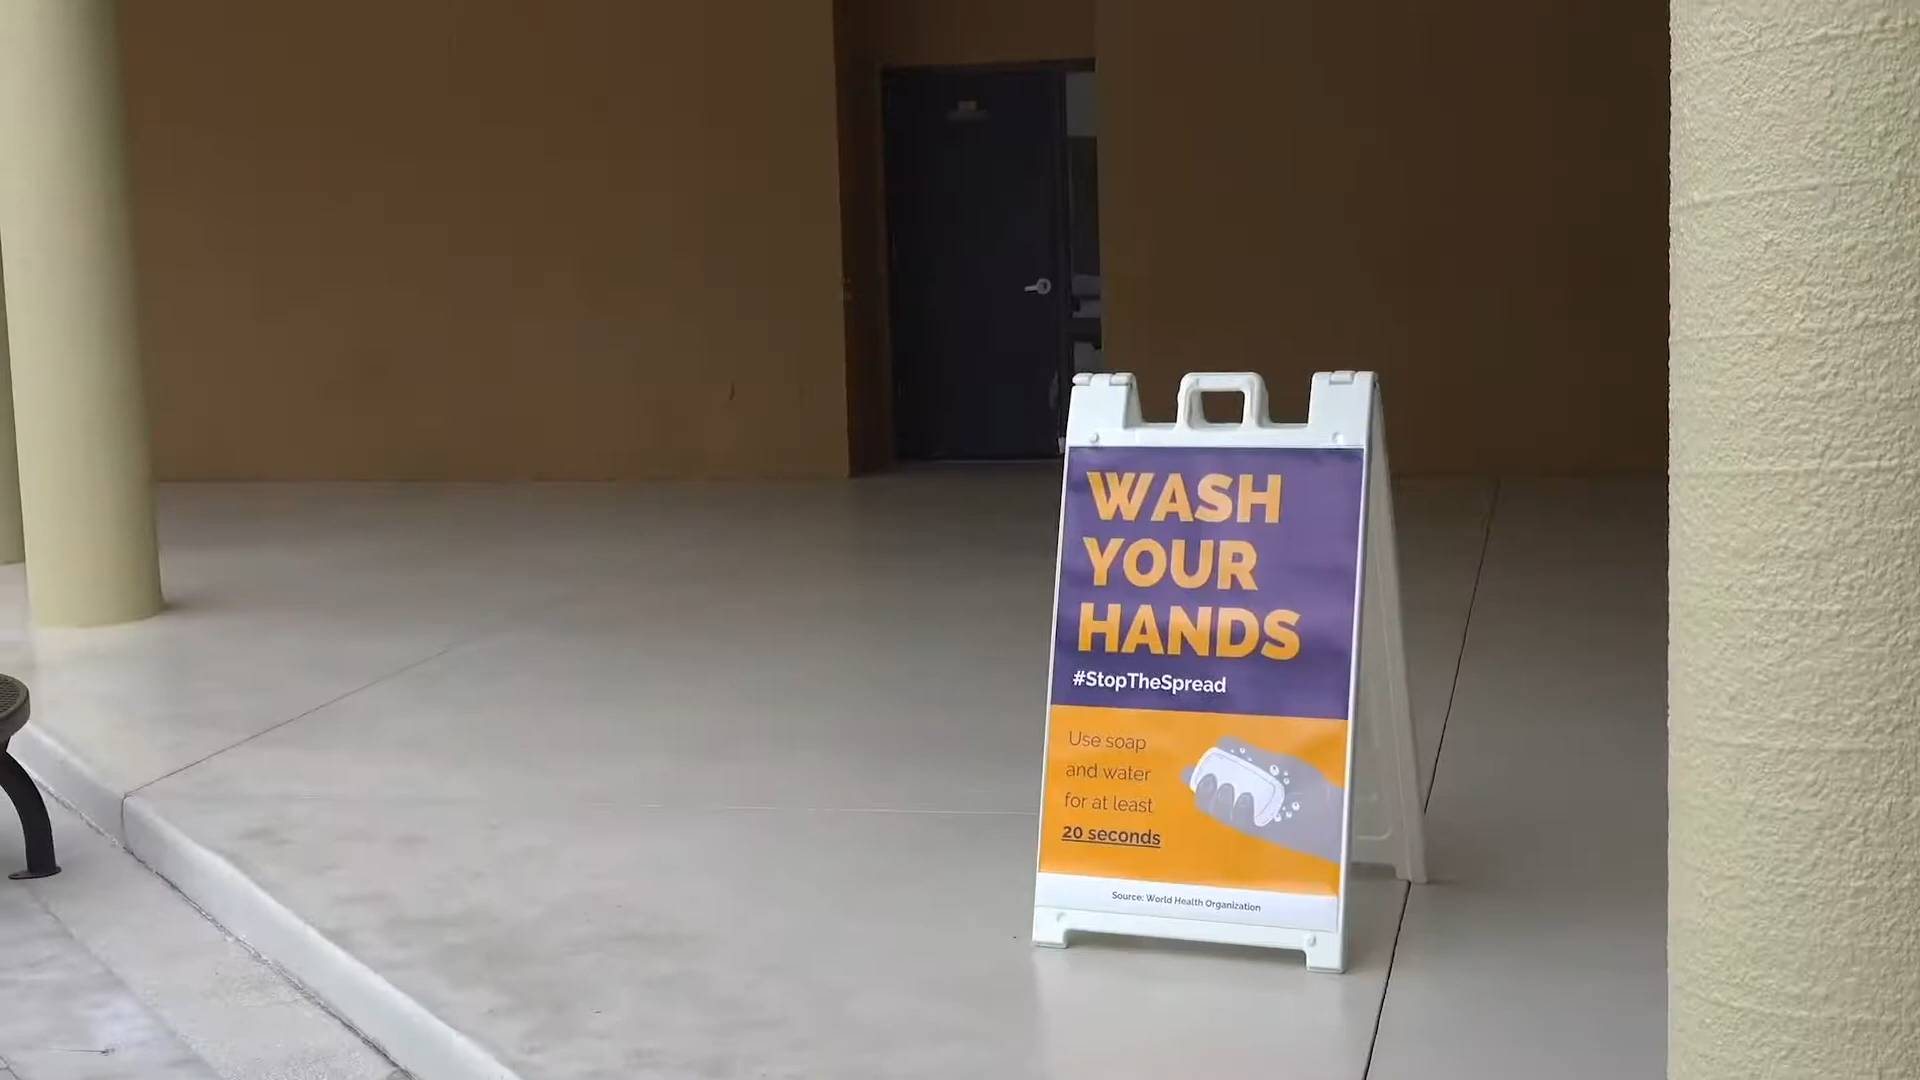 WASH
YOUR
HANDS
#StopTheSpread
Use soap
and water
for at least
20 seconds
Source: World Health Organization